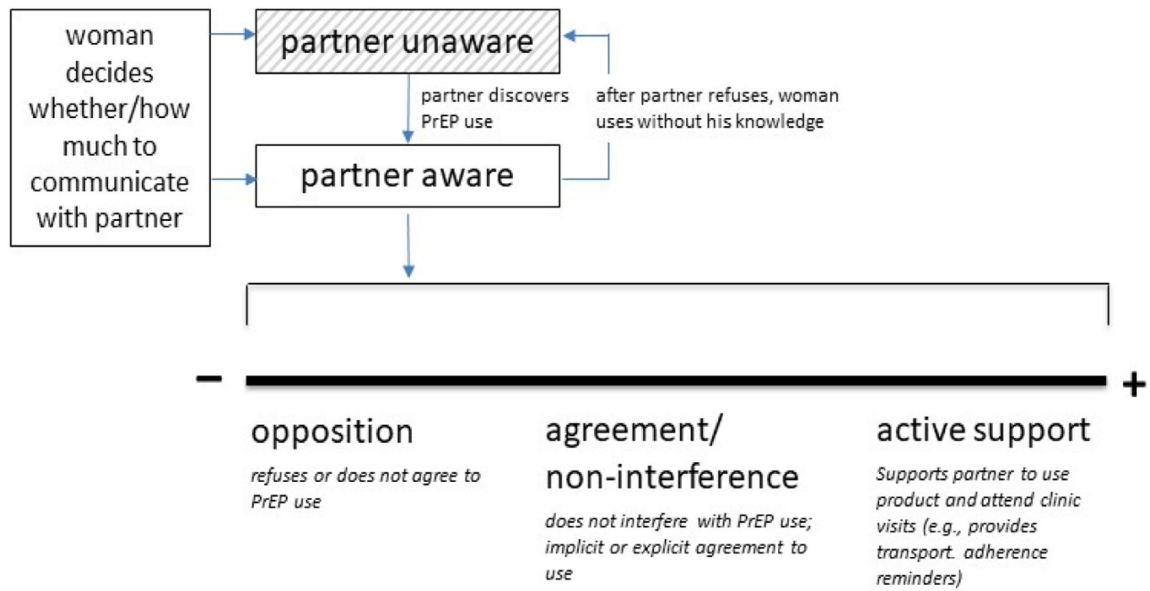 woman
decides
whether/how
much to
communicate
with partner
partner unaware
partner discovers
PrEP use
after partner refuses, woman
uses without his knowledge
partner aware
–
+
opposition
refuses or does not agree to
PrEP use
agreement/
non-interference
does not interfere with PrEP use;
implicit or explicit agreement to
use
active support
Supports partner to use
product and attend clinic
visits (e.g., provides
transport. adherence
reminders)